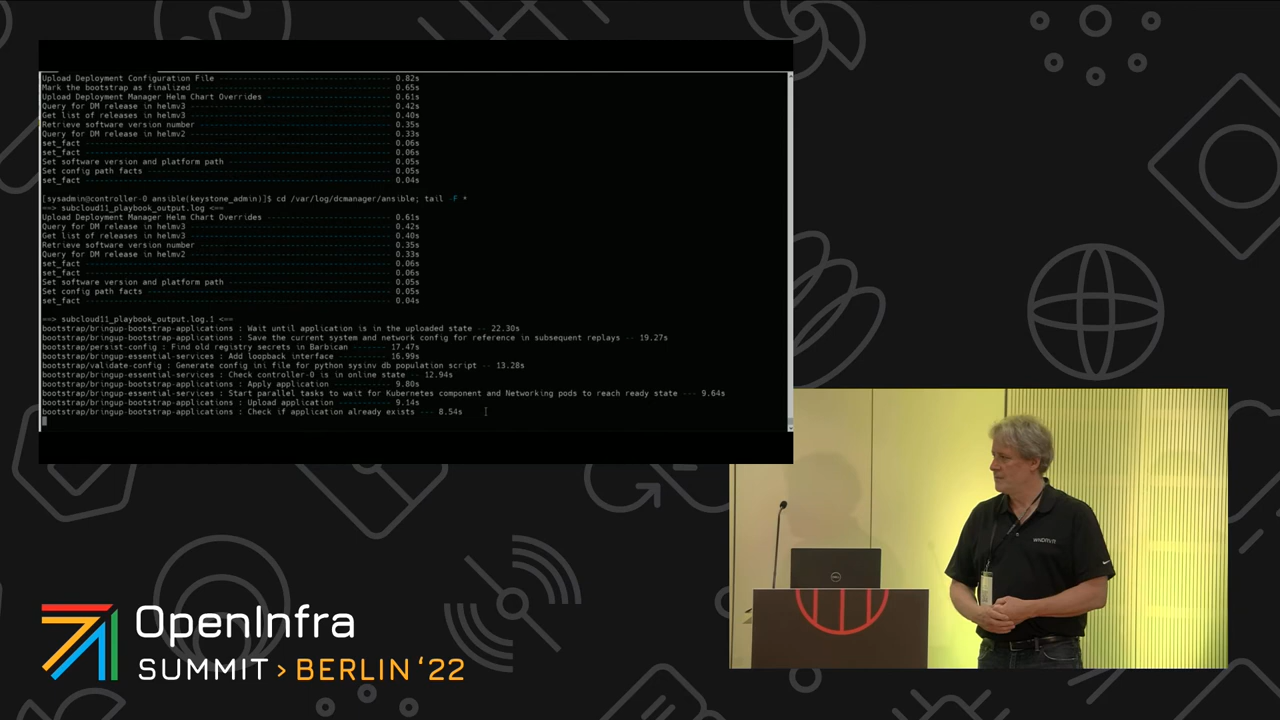 Upload Deployment Configuration File ------------------------------------ 0.82s
Mark the bootstrap as finalized ----------------------------------------- 0.65s
Upload Deployment Manager Helm Chart Overrides -------------------------- 0.61s
Query for DM release in helmv3 ------------------------------------------ 0.42s
Get list of releases in helmv3 ------------------------------------------ 0.40s
Retrieve software version number ---------------------------------------- 0.35s
Query for DM release in helmv2 ------------------------------------------ 0.33s
set_fact ---------------------------------------------------------------- 0.06s
set_fact ---------------------------------------------------------------- 0.06s
Set software version and platform path ---------------------------------- 0.05s
Set config path facts --------------------------------------------------- 0.05s
set_fact ---------------------------------------------------------------- 0.04s
[sysadmin@controller-0 ansible(keystone_admin)]$ cd /var/log/dcmanager/ansible; tail -F *
==> subcloud11_playbook_output.log <==
Upload Deployment Manager Helm Chart Overrides -------------------------- 0.61s
Query for DM release in helmv3 ------------------------------------------ 0.42s
Get list of releases in helmv3 ------------------------------------------ 0.40s
Retrieve software version number ---------------------------------------- 0.35s
Query for DM release in helmv2 ------------------------------------------ 0.33s
set_fact ---------------------------------------------------------------- 0.06s
set_fact ---------------------------------------------------------------- 0.06s
Set software version and platform path ---------------------------------- 0.05s
Set config path facts --------------------------------------------------- 0.05s
set_fact ---------------------------------------------------------------- 0.04s
==> subcloud11_playbook_output.log.1 <==
bootstrap/bringup-bootstrap-applications : Wait until application is in the uploaded state -- 22.30s
bootstrap/bringup-bootstrap-applications : Save the current system and network config for reference in subsequent replays -- 19.27s
bootstrap/persist-config : Find old registry secrets in Barbican -------- 17.47s
bootstrap/bringup-essential-services : Add loopback interface ----------- 16.99s
bootstrap/validate-config : Generate config ini file for python sysinv db population script -- 13.28s
bootstrap/bringup-essential-services : Check controller-0 is in online state -- 12.94s
bootstrap/bringup-bootstrap-applications : Apply application ------------ 9.80s
bootstrap/bringup-essential-services : Start parallel tasks to wait for Kubernetes component and Networking pods to reach ready state --- 9.64s
bootstrap/bringup-bootstrap-applications : Upload application ----------- 9.14s
bootstrap/bringup-bootstrap-applications : Check if application already exists --- 8.54s
WNDRVR
DELL
OpenInfra
SUMMIT > BERLIN ‘22